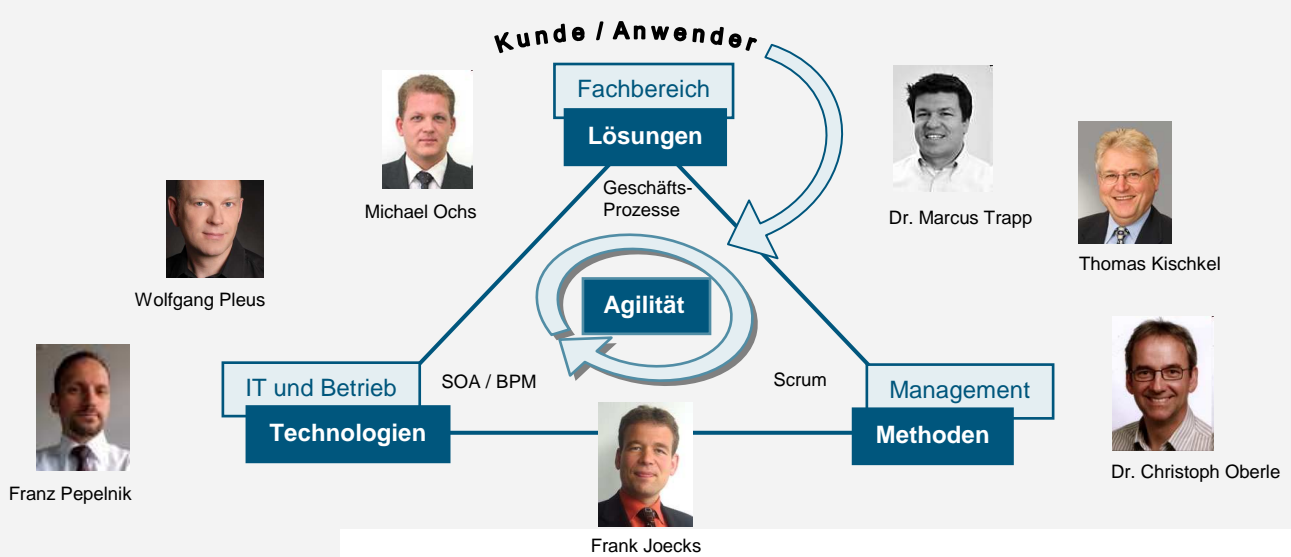 Kunde / Anwender
Fachbereich
Lösungen
Geschäfts-
Prozesse
Michael Ochs
Dr. Marcus Trapp
Thomas Kischkel
Wolfgang Pleus
Agilität
IT und Betrieb
SOA / BPM
Scrum
Management
Technologien
Methoden
Dr. Christoph Oberle
Franz Pepelnik
Frank Joecks